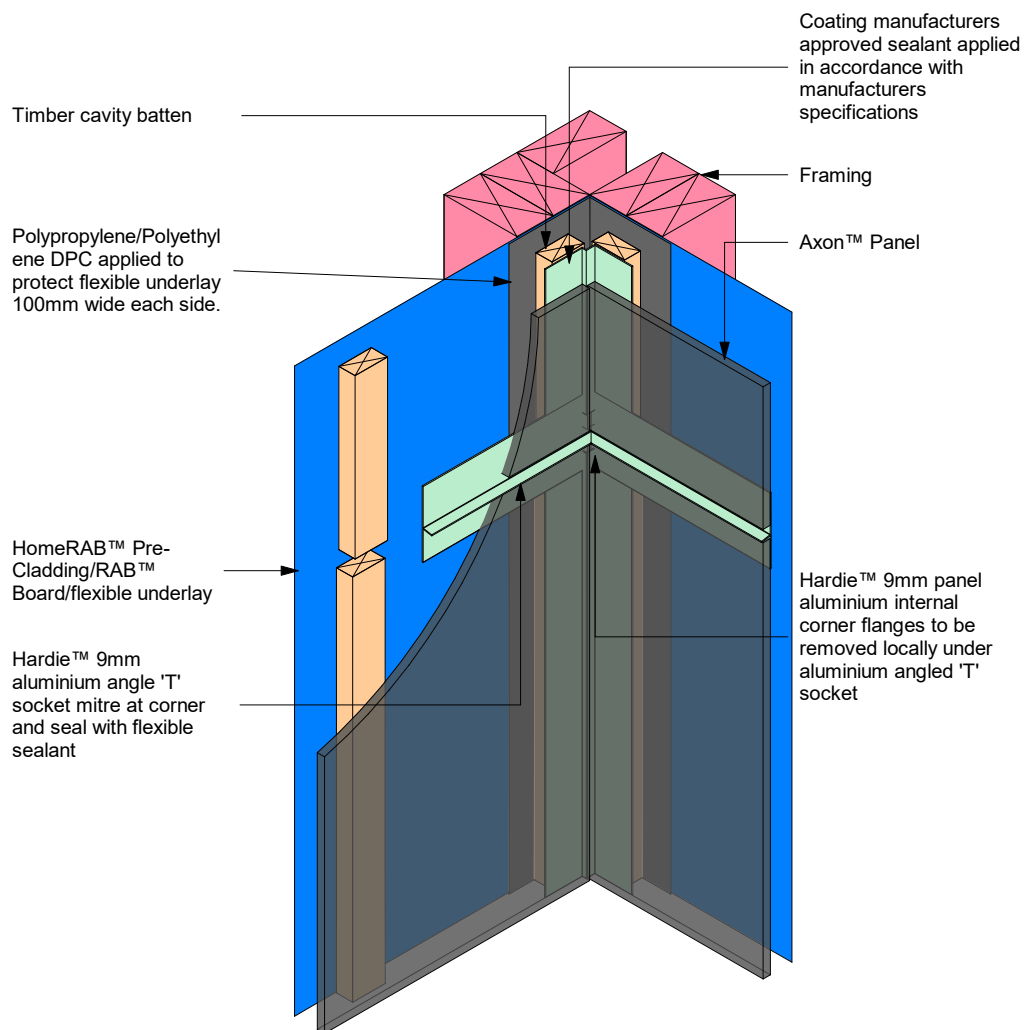 Coating manufacturers
approved sealant applied
in accordance with
manufacturers
specifications
Timber cavity batten
Framing
Polypropylene/Polyethyl
ene DPC applied to
protect flexible underlay
100mm wide each side.
Axon™ Panel
HomeRAB™ Pre-
Cladding/RAB™
Board/flexible underlay
Hardie™ 9mm panel
aluminium internal
corner flanges to be
removed locally under
aluminium angled 'T'
socket
Hardie™ 9mm
aluminium angle 'T'
socket mitre at corner
and seal with flexible
sealant